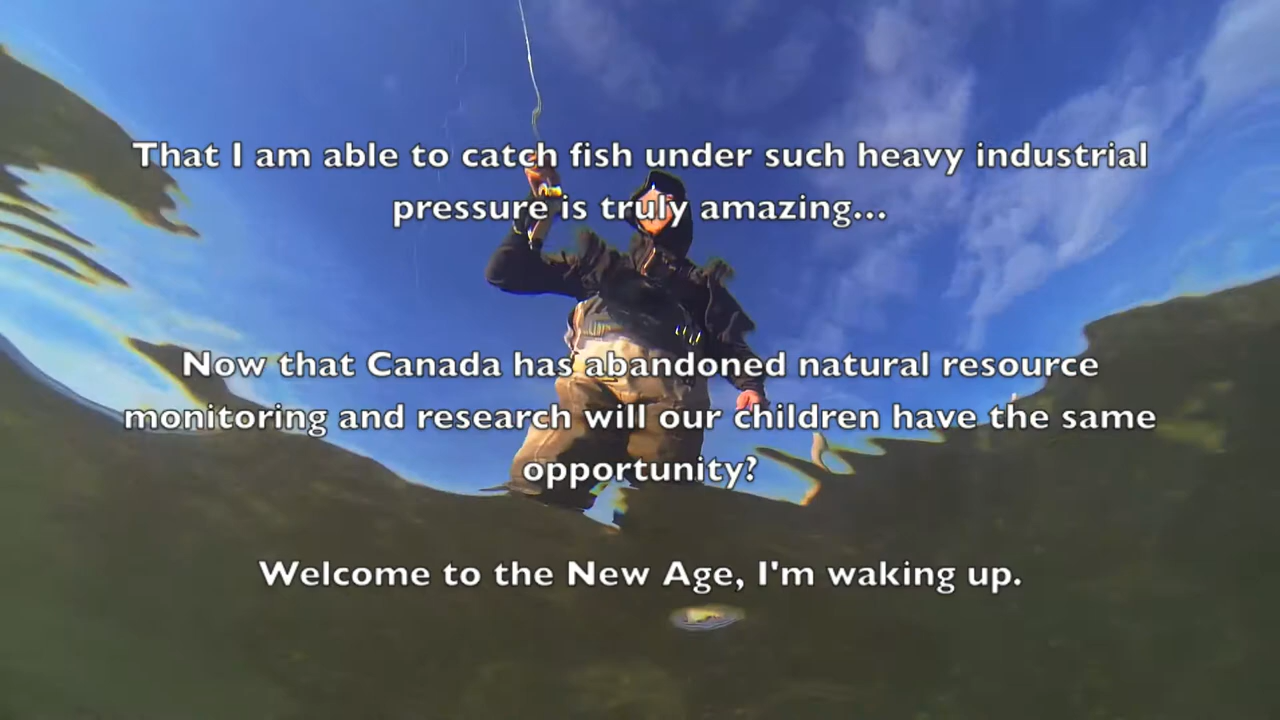 That I am able to catch fish under such heavy industrial
pressure is truly amazing...
Now that Canada has abandoned natural resource
monitoring and research will our children have the same
opportunity?
Welcome to the New Age, I'm waking up.